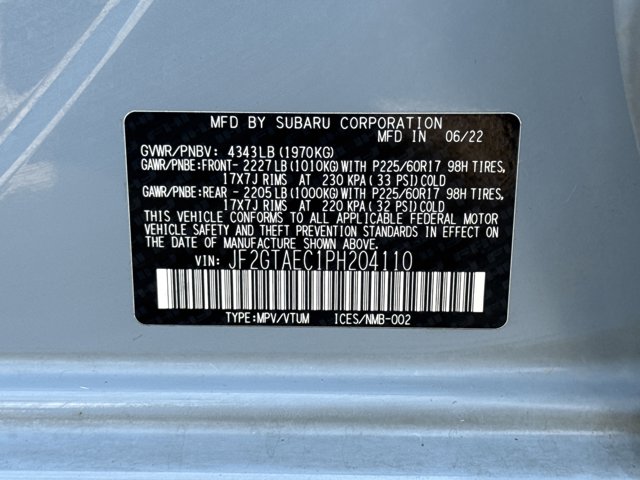 MFD BY SUBARU CORPORATION
MFD IN 06/22
GVWR/PNBV: 4343LB(1970KG)
GAWR/PNBE:FRONT- 2227LB(1010KG) WITH P225/60R17 98H TIRES,
17X7J RIMS AT 230 KPA(33 PSI)COLD
GAWR/PNBE:REAR - 2205LB(1000KG) WITH P225/60R17 98H TIRES,
17X7J RIMS AT 220 KPA(32 PSI)COLD
THIS VEHICLE CONFORMS TO ALL APPLICABLE FEDERAL MOTOR
VEHICLE SAFETY AND THEFT PREVENTION STANDARDS IN EFFECT ON
THE DATE OF MANUFACTURE SHOWN ABOVE.
VIN: JF2GTAEC1PH204110
TYPE:MPV/VTUM ICES/NMB-002